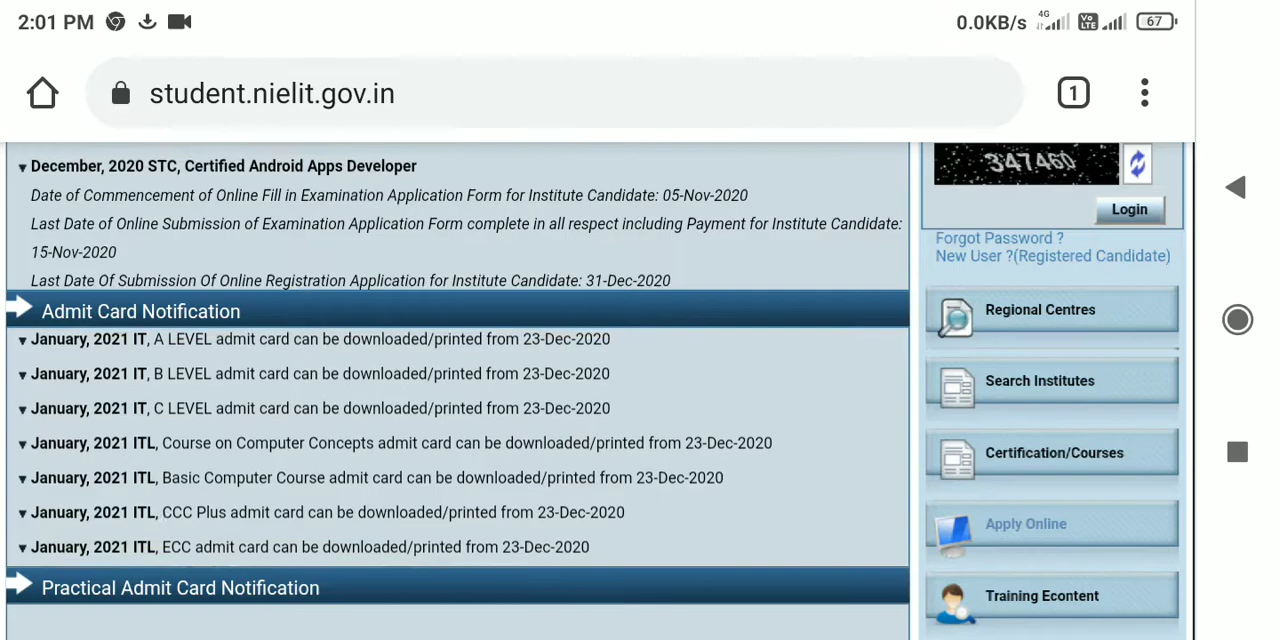 2:01 PM
0.0KB/s 4G Vo LTE 67
student.nielit.gov.in
1
December, 2020 STC, Certified Android Apps Developer
Date of Commencement of Online Fill in Examination Application Form for Institute Candidate: 05-Nov-2020
Last Date of Online Submission of Examination Application Form complete in all respect including Payment for Institute Candidate:
15-Nov-2020
Last Date Of Submission Of Online Registration Application for Institute Candidate: 31-Dec-2020
Admit Card Notification
January, 2021 IT, A LEVEL admit card can be downloaded/printed from 23-Dec-2020
January, 2021 IT, B LEVEL admit card can be downloaded/printed from 23-Dec-2020
January, 2021 IT, C LEVEL admit card can be downloaded/printed from 23-Dec-2020
January, 2021 ITL, Course on Computer Concepts admit card can be downloaded/printed from 23-Dec-2020
January, 2021 ITL, Basic Computer Course admit card can be downloaded/printed from 23-Dec-2020
January, 2021 ITL, CCC Plus admit card can be downloaded/printed from 23-Dec-2020
January, 2021 ITL, ECC admit card can be downloaded/printed from 23-Dec-2020
Practical Admit Card Notification
347460
Login
Forgot Password ?
New User ?(Registered Candidate)
Regional Centres
Search Institutes
Certification/Courses
Apply Online
Training Econtent